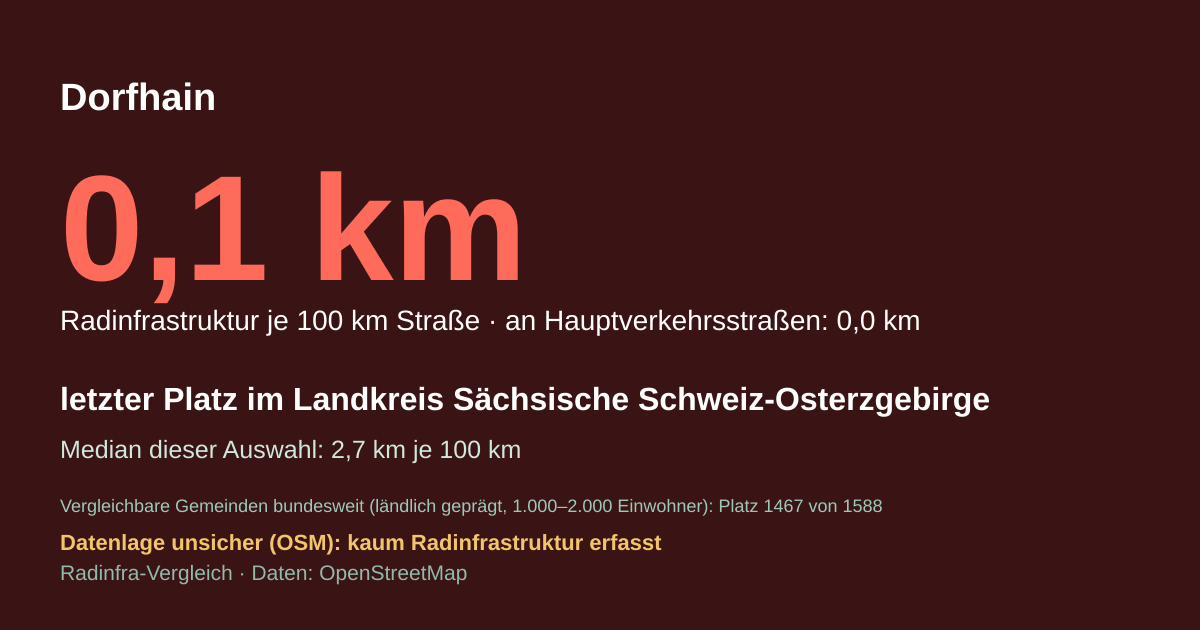 Dorfhain
0,1 km
Radinfrastruktur je 100 km Straße · an Hauptverkehrsstraßen: 0,0 km
letzter Platz im Landkreis Sächsische Schweiz-Osterzgebirge
Median dieser Auswahl: 2,7 km je 100 km
Vergleichbare Gemeinden bundesweit (ländlich geprägt, 1.000–2.000 Einwohner): Platz 1467 von 1588
Datenlage unsicher (OSM): kaum Radinfrastruktur erfasst
Radinfra-Vergleich · Daten: OpenStreetMap